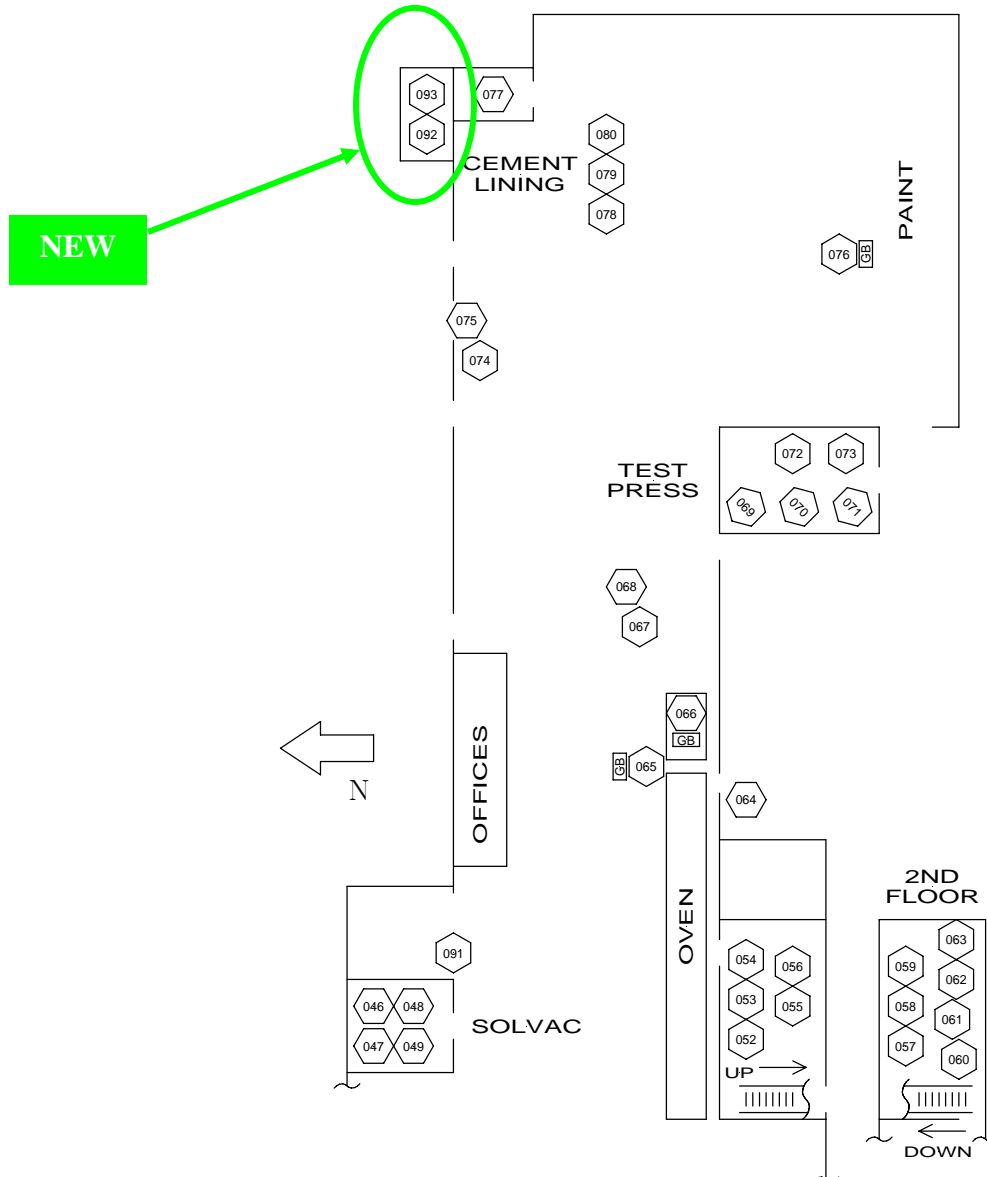 093
077
092
080
CEMENT
LINING
079
078
PAINT
NEW
076
GB
075
074
072
073
TEST
PRESS
069
070
071
068
067
066
GB
OFFICES
GB
065
N
064
2ND
FLOOR
OVEN
091
054
056
063
059
053
055
062
046
048
058
061
SOLVAC
047
049
052
057
060
UP
DOWN